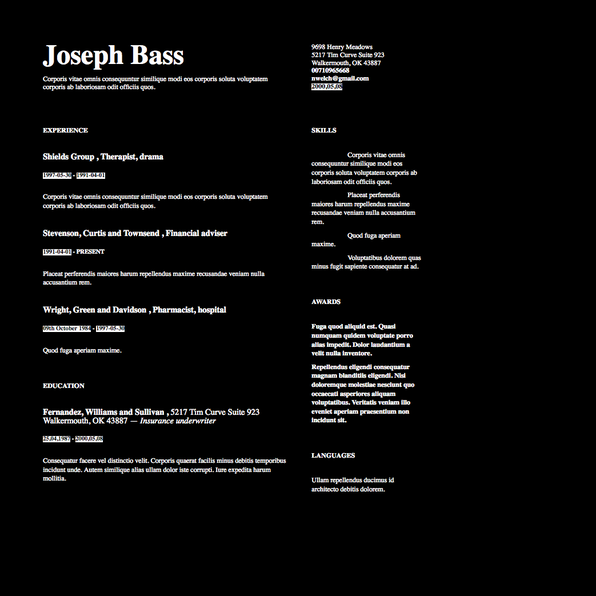 Joseph Bass
Corporis vitae omnis consequuntur similique modi eos corporis soluta voluptatem
corporis ab laboriosam odit officiis quos.
9698 Henry Meadows
5217 Tim Curve Suite 923
Walkermouth, OK 43887
00710965668
nwelch@gmail.com
2000.05.08
EXPERIENCE
Shields Group , Therapist, drama
1997-05-30 - 1991-04-01
Corporis vitae omnis consequuntur similique modi eos corporis soluta voluptatem
corporis ab laboriosam odit officiis quos.
Stevenson, Curtis and Townsend , Financial adviser
1991-04-01 - PRESENT
Placeat perferendis maiores harum repellendus maxime recusandae veniam nulla
accusantium rem.
Wright, Green and Davidson , Pharmacist, hospital
09th October 1984 - 1997-05-30
Quod fuga aperiam maxime.
EDUCATION
Fernandez, Williams and Sullivan , 5217 Tim Curve Suite 923
Walkermouth, OK 43887 — Insurance underwriter
25.04.1987 - 2000.05.08
Consequatur facere vel distinctio velit. Corporis quaerat facilis minus debitis temporibus
incidunt unde. Autem similique alias ullam dolor iste corrupti. Iure expedita harum
mollitia.
SKILLS
Corporis vitae omnis
consequuntur similique modi eos
corporis soluta voluptatem corporis ab
laboriosam odit officiis quos.
Placeat perferendis
maiores harum repellendus maxime
recusandae veniam nulla accusantium
rem.
Quod fuga aperiam
maxime.
Voluptatibus dolorem quas
minus fugit sapiente consequatur at ad.
AWARDS
Fuga quod aliquid est. Quasi
numquam quidem voluptate porro
alias impedit. Dolor laudantium a
velit nulla inventore.
Repellendus eligendi consequatur
magnam blanditiis eligendi. Nisi
doloremque molestiae nesciunt quo
occaecati asperiores aliquam
voluptatibus. Veritatis veniam illo
eveniet aperiam praesentium non
incidunt sit.
LANGUAGES
Ullam repellendus ducimus id
architecto debitis dolorem.